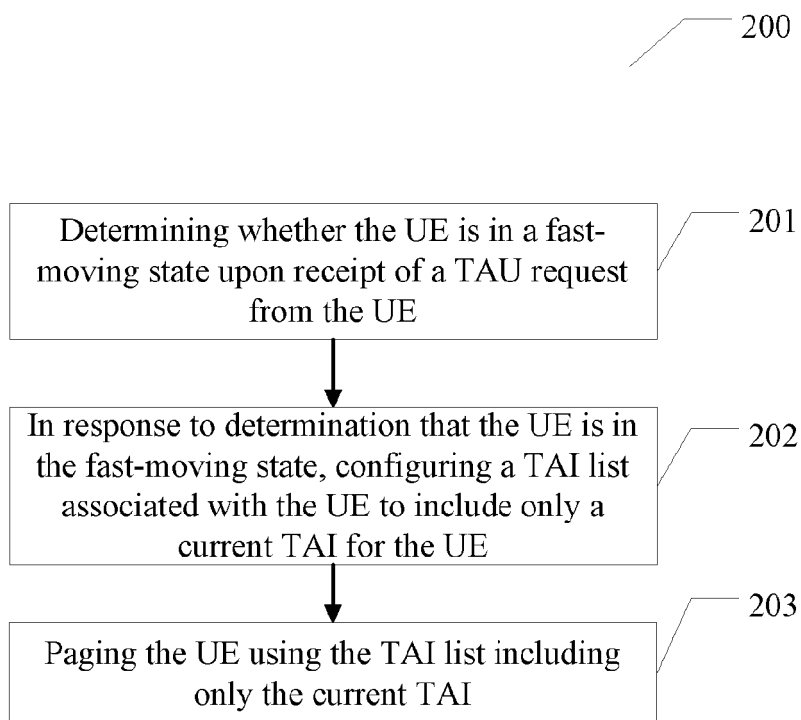 200
Determining whether the UE is in a fast-
moving state upon receipt of a TAU request
from the UE
201
In response to determination that the UE is in
the fast-moving state, configuring a TAI list
associated with the UE to include only a
current TAI for the UE
202
Paging the UE using the TAI list including
only the current TAI
203